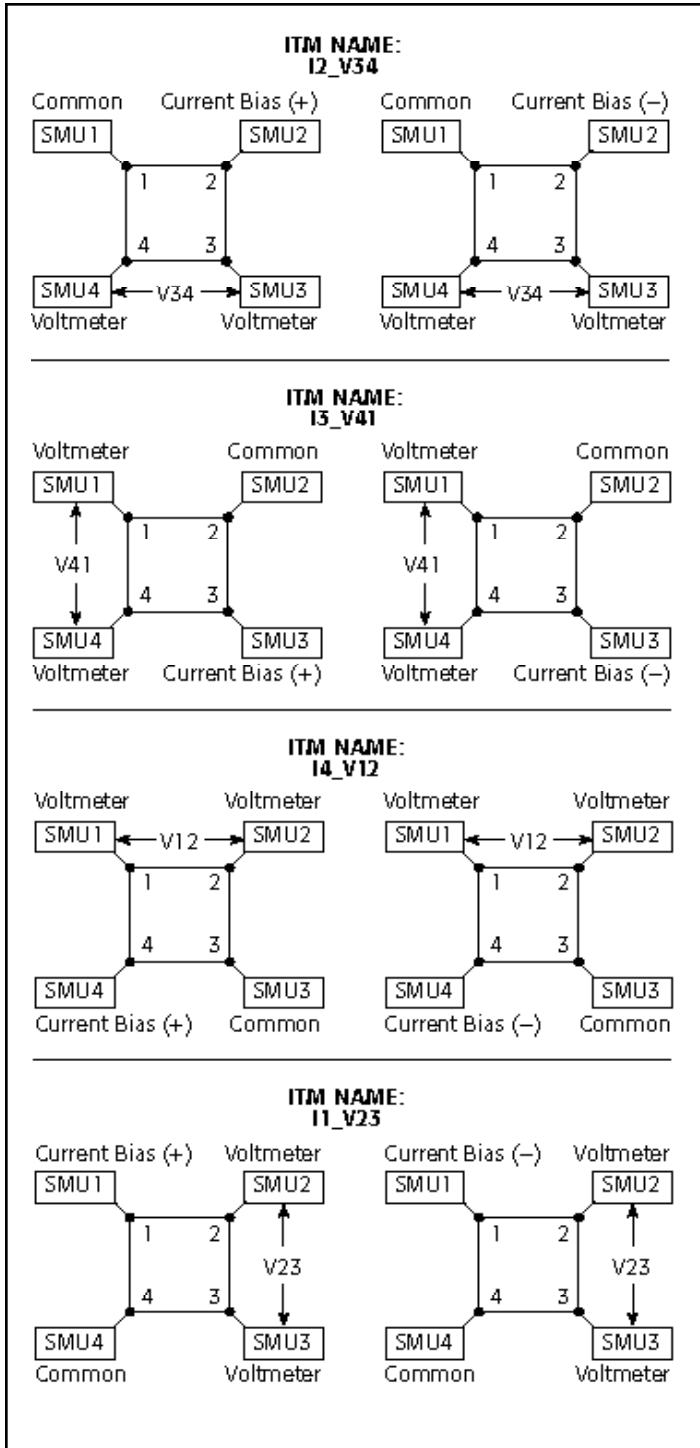 ITM NAME:
I2_V34
Common Current Bias (+) Common Current Bias (−)
SMU1 SMU2 SMU1 SMU2
1 2 1 2
4 3 4 3
SMU4 V34 SMU3 SMU4 V34 SMU3
Voltmeter Voltmeter Voltmeter Voltmeter
ITM NAME:
I3_V41
Voltmeter Common Voltmeter Common
SMU1 SMU2 SMU1 SMU2
1 2 1 2
V41 V41
4 3 4 3
SMU4 SMU3 SMU4 SMU3
Voltmeter Current Bias (+) Voltmeter Current Bias (−)
ITM NAME:
I4_V12
Voltmeter Voltmeter Voltmeter Voltmeter
SMU1 V12 SMU2 SMU1 V12 SMU2
1 2 1 2
4 3 4 3
SMU4 SMU3 SMU4 SMU3
Current Bias (+) Common Current Bias (−) Common
ITM NAME:
I1_V23
Current Bias (+) Voltmeter Current Bias (−) Voltmeter
SMU1 SMU2 SMU1 SMU2
1 2 1 2
V23 V23
4 3 4 3
SMU4 SMU3 SMU4 SMU3
Common Voltmeter Common Voltmeter